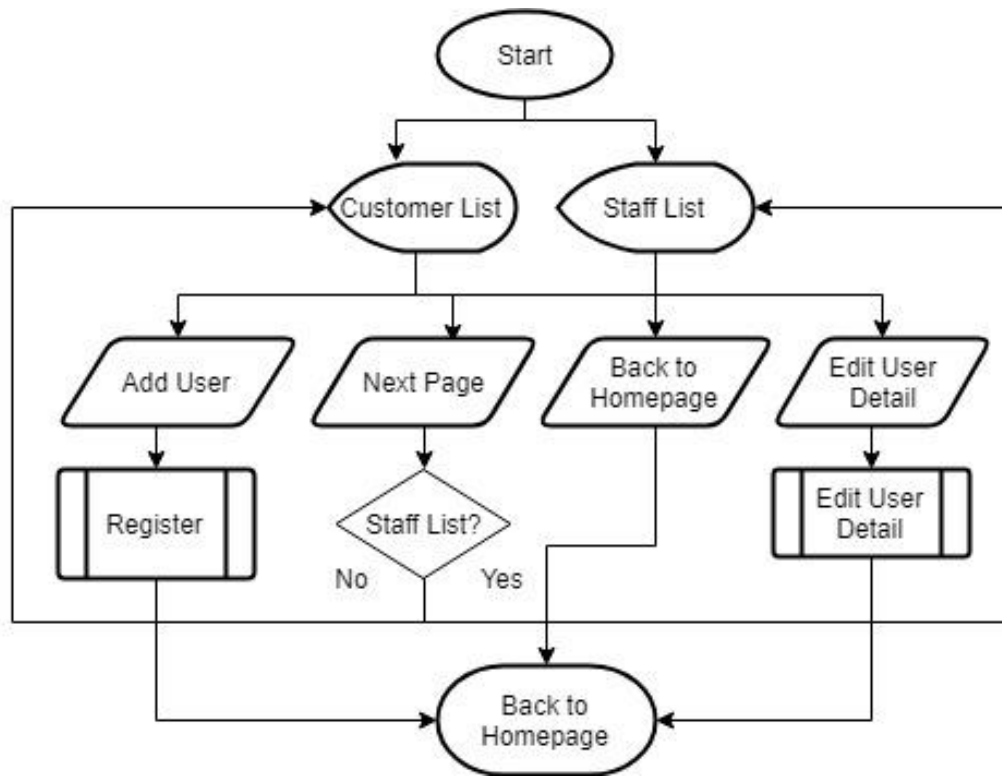 Start
Customer List
Staff List
Add User
Next Page
Back to
Homepage
Edit User
Detail
Register
Staff List?
Edit User
Detail
No
Yes
Back to
Homepage